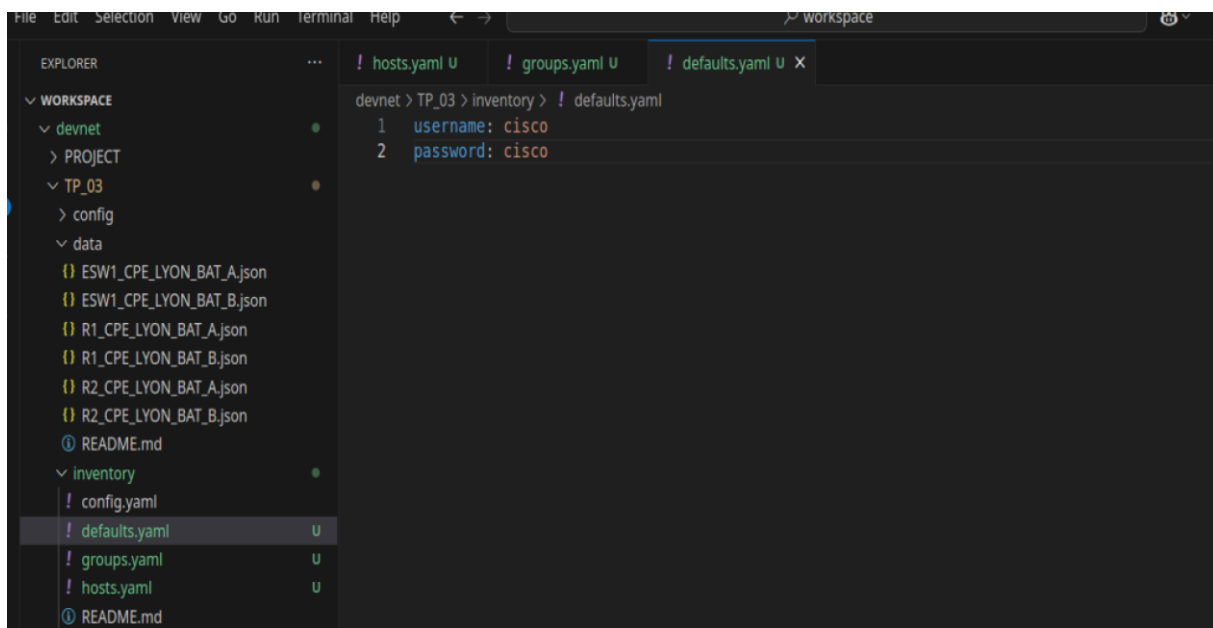 File Edit Selection View Go Run Terminal Help ← → workspace
EXPLORER ...
WORKSPACE
devnet
PROJECT
TP_03
config
data
{} ESW1_CPE_LYON_BAT_A.json
{} ESW1_CPE_LYON_BAT_B.json
{} R1_CPE_LYON_BAT_A.json
{} R1_CPE_LYON_BAT_B.json
{} R2_CPE_LYON_BAT_A.json
{} R2_CPE_LYON_BAT_B.json
README.md
inventory
! config.yaml
! defaults.yaml U
! groups.yaml U
! hosts.yaml U
README.md
! hosts.yaml U ! groups.yaml U ! defaults.yaml U X
devnet > TP_03 > inventory > ! defaults.yaml
1 username: cisco
2 password: cisco